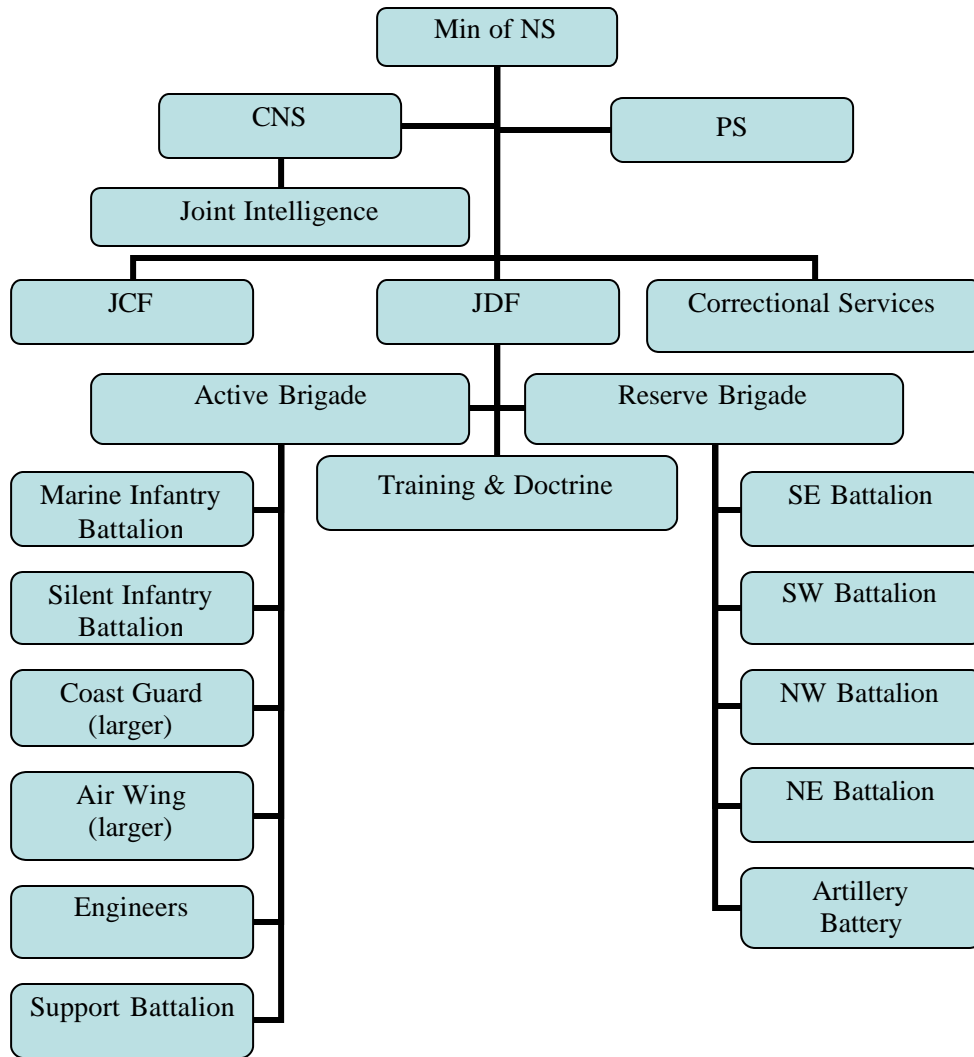 Min of NS
CNS
PS
Joint Intelligence
JCF
JDF
Correctional Services
Active Brigade
Reserve Brigade
Training & Doctrine
Marine Infantry
Battalion
Silent Infantry
Battalion
Coast Guard
(larger)
Air Wing
(larger)
Engineers
Support Battalion
SE Battalion
SW Battalion
NW Battalion
NE Battalion
Artillery
Battery